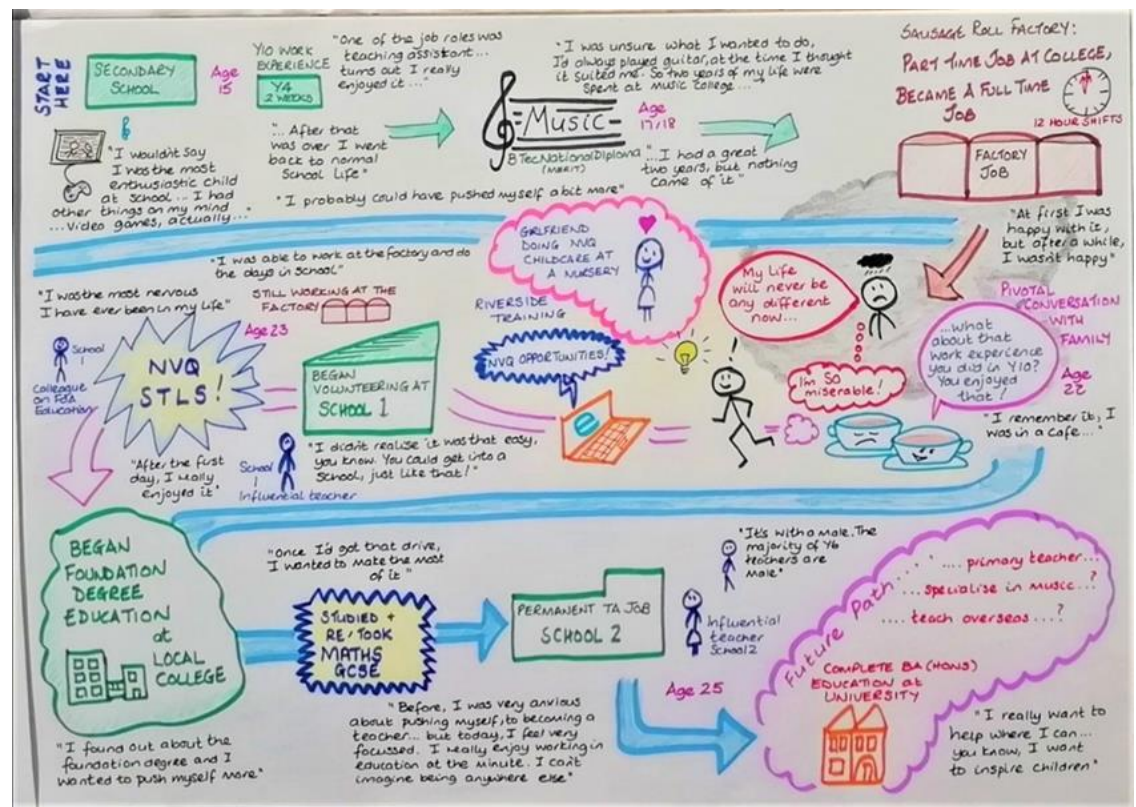 START
HERE
SECONDARY
SCHOOL
Age
15
Y10 WORK
EXPERIENCE
Y4
2 WEEKS
"One of the job roles was
teaching assistant...
turns out I really
enjoyed it..."
"I wouldn't say
I was the most
enthusiastic child
at school... I had
other things on my mind
... Video games, actually..."
"... After that
was over I went
back to normal
School Life"
"I was unsure what I wanted to do,
I'd always played guitar, at the time I thought
it suited me. So two years of my life were
spent at music college..."
Music
Age
17/18
BTec National Diploma
(MERIT)
"...I had a great
two years, but nothing
came of it"
"I probably could have pushed myself a bit more"
SAUSAGE ROLL FACTORY:
PART TIME JOB AT COLLEGE,
BECAME A FULL TIME
JOB
12 HOUR SHIFTS
FACTORY
JOB
"At first I was
happy with it,
but after a while,
I wasn't happy"
PIVOTAL
CONVERSATION
WITH
FAMILY
Age
22
...what
about that
work experience
you did in Y10?
You enjoyed
that!
"I remember it, I
was in a cafe..."
My Life
will never be
any different
now...
I'm so
miserable!
GIRLFRIEND
DOING NVQ
CHILDCARE AT
A NURSERY
RIVERSIDE
TRAINING
NVQ OPPORTUNITIES!
e
"I was able to work at the factory and do
the days in school"
STILL WORKING AT THE
FACTORY
BEGAN
VOLUNTEERING AT
SCHOOL 1
"I didn't realise it was that easy,
you know. You could get into a
school, just like that!"
School
1
Influential teacher
"I was the most nervous
I have ever been in my life"
Age 23
NVQ
STLS!
School
1
Colleague
on FdA
Education
"After the first
day, I really
enjoyed it"
BEGAN
FOUNDATION
DEGREE
EDUCATION
at
LOCAL
COLLEGE
"I found out about the
foundation degree and I
wanted to push myself more"
"Once I'd got that drive,
I wanted to make the most
of it"
STUDIED +
RE-TOOK
MATHS
GCSE
"Before, I was very anxious
about pushing myself, to becoming a
teacher... but today, I feel very
focussed. I really enjoy working in
education at the minute. I can't
imagine being anywhere else"
PERMANENT TA JOB
SCHOOL 2
"It's with a male. The
majority of Y6
teachers are
male"
Influential
teacher
School 2
Age 25
Future Path....
.... primary teacher...
... specialise in music...?
.... teach overseas ....?
COMPLETE BA (HONS)
EDUCATION at
UNIVERSITY
"I really want to
help where I can...
you know, I want
to inspire children"